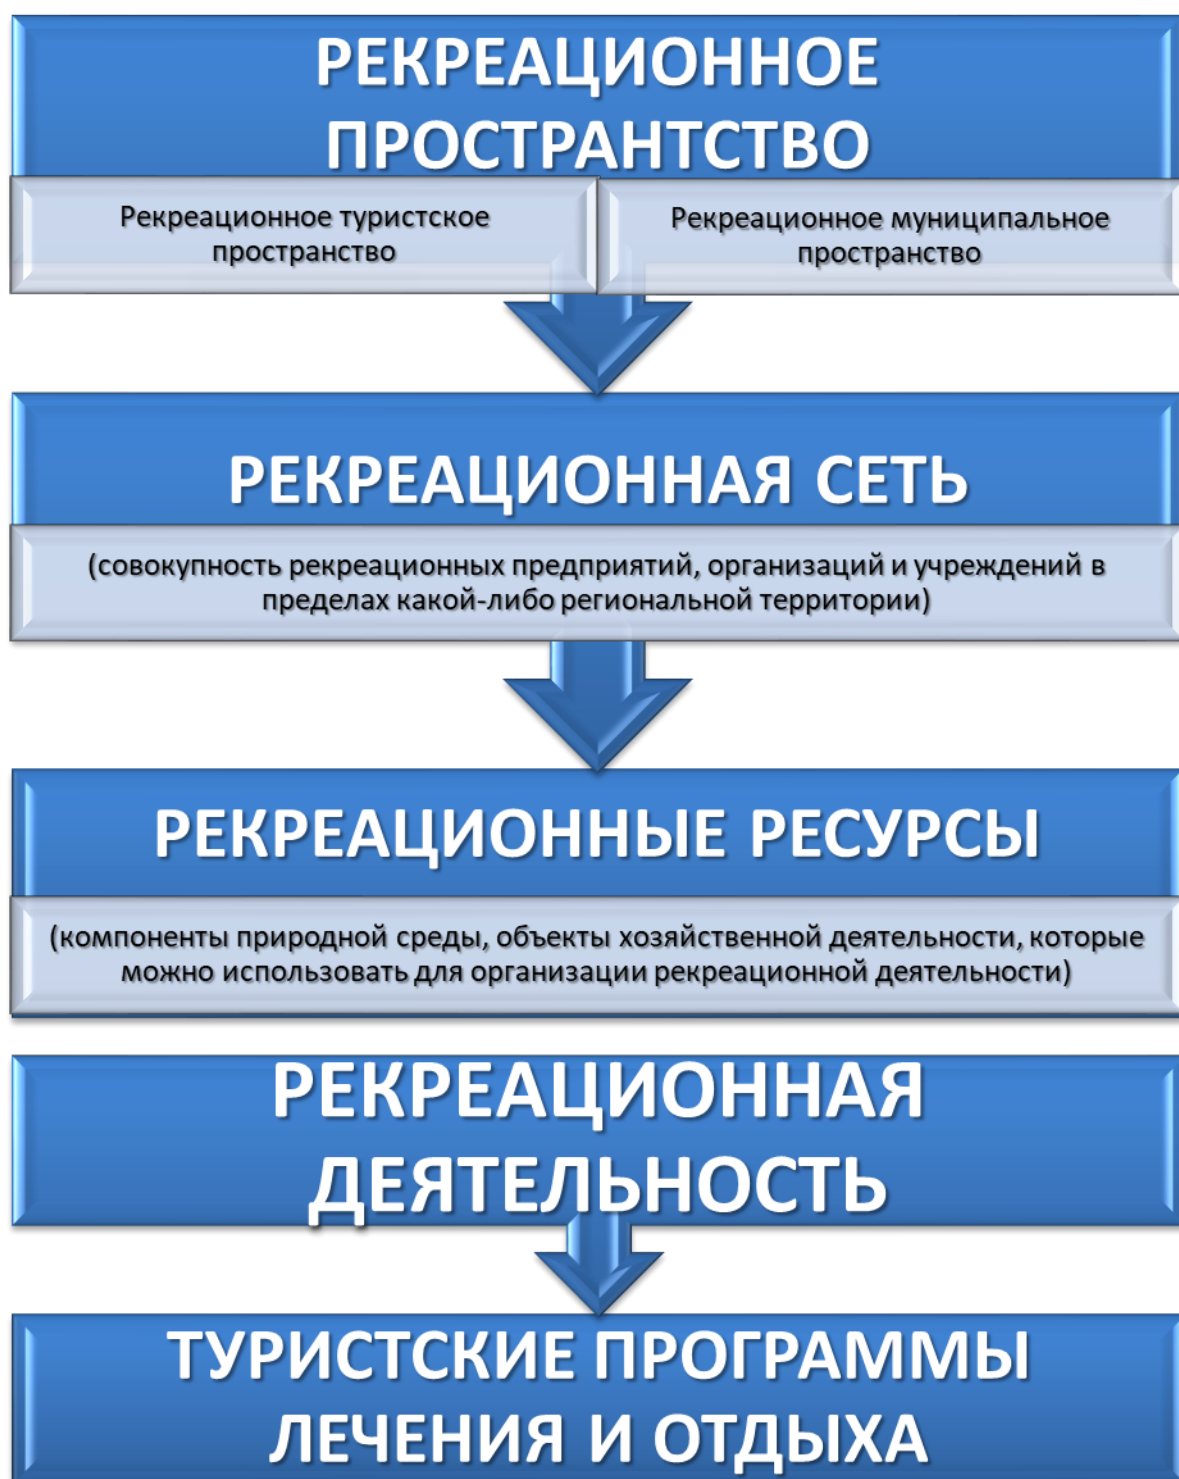 РЕКРЕАЦИОННОЕ
ПРОСТРАНТСТВО
Рекреационное туристское
пространство
Рекреационное муниципальное
пространство
РЕКРЕАЦИОННАЯ СЕТЬ
(совокупность рекреационных предприятий, организаций и учреждений в
пределах какой-либо региональной территории)
РЕКРЕАЦИОННЫЕ РЕСУРСЫ
(компоненты природной среды, объекты хозяйственной деятельности, которые
можно использовать для организации рекреационной деятельности)
РЕКРЕАЦИОННАЯ
ДЕЯТЕЛЬНОСТЬ
ТУРИСТСКИЕ ПРОГРАММЫ
ЛЕЧЕНИЯ И ОТДЫХА